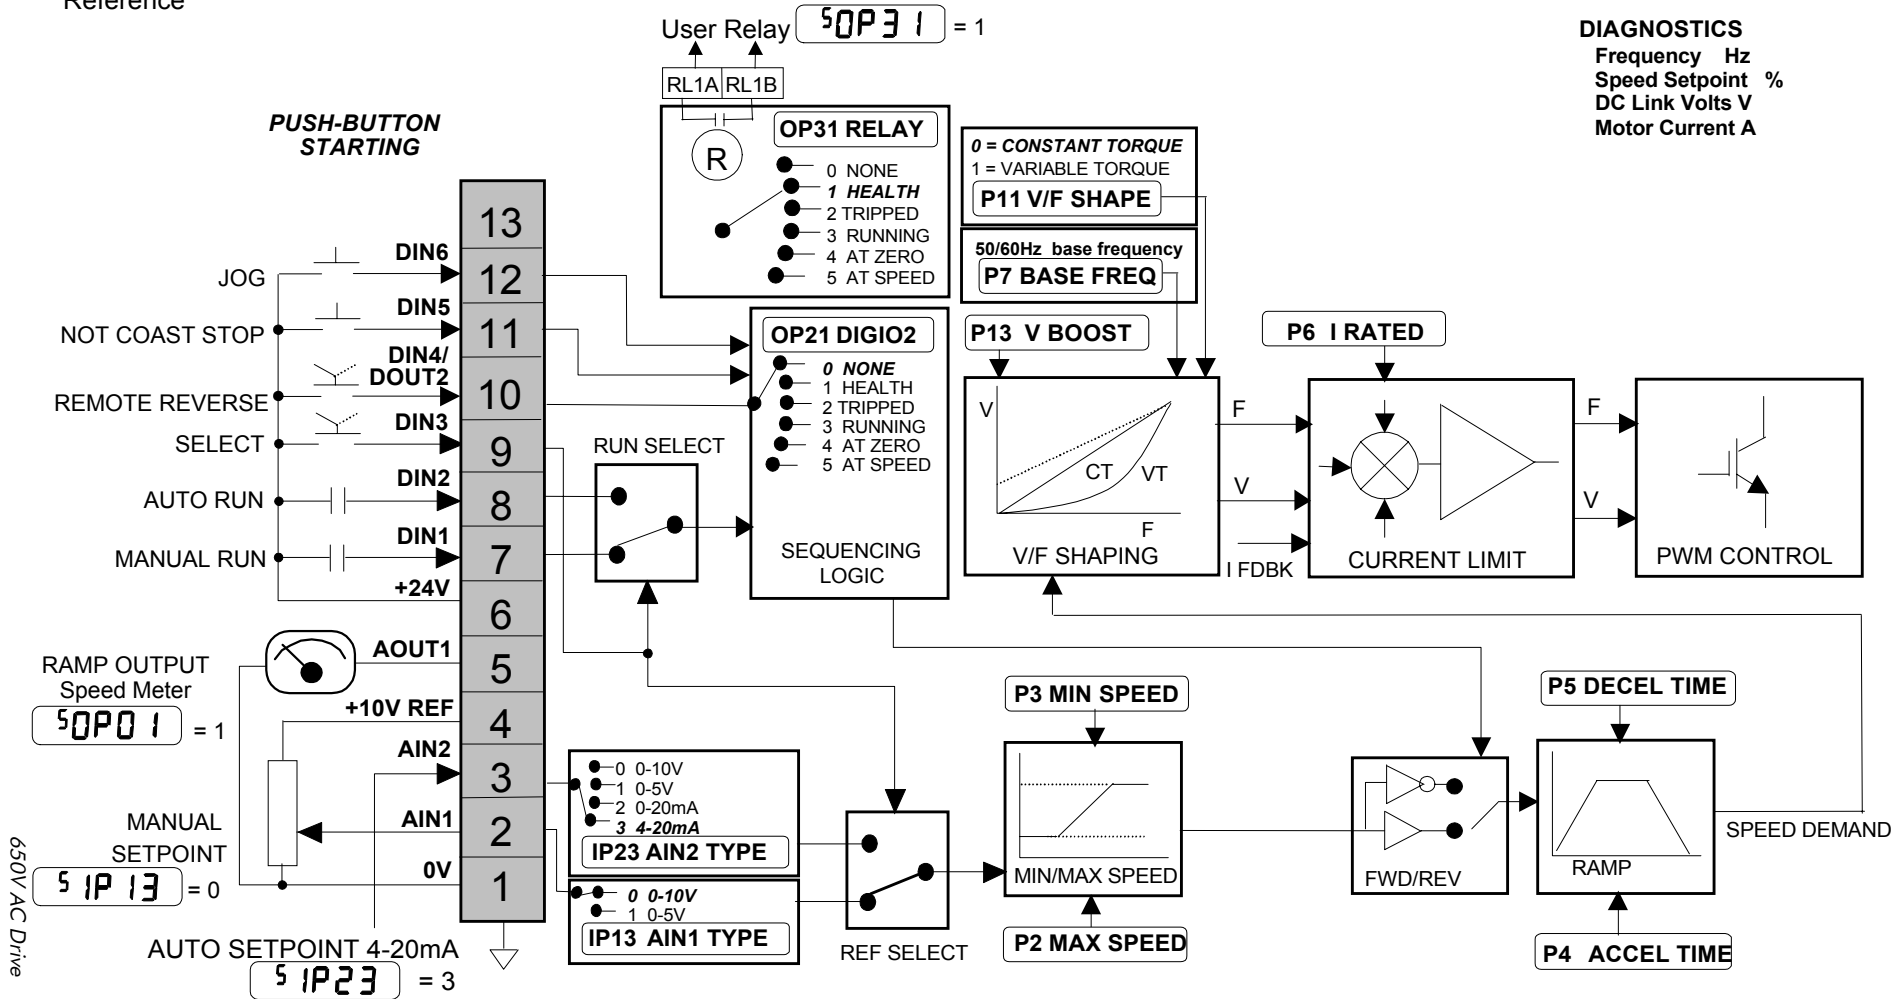 Reference
User Relay SOP31 = 1
RL1A RL1B
DIAGNOSTICS
Frequency Hz
Speed Setpoint %
DC Link Volts V
Motor Current A
PUSH-BUTTON
STARTING
OP31 RELAY
R
0 NONE
1 HEALTH
2 TRIPPED
3 RUNNING
4 AT ZERO
5 AT SPEED
0 = CONSTANT TORQUE
1 = VARIABLE TORQUE
P11 V/F SHAPE
50/60Hz base frequency
P7 BASE FREQ
P13 V BOOST
P6 I RATED
13
JOG
DIN6
12
NOT COAST STOP
DIN5
11
REMOTE REVERSE
DIN4/
DOUT2
10
SELECT
DIN3
9
AUTO RUN
DIN2
8
MANUAL RUN
DIN1
7
+24V
6
RUN SELECT
OP21 DIGIO2
0 NONE
1 HEALTH
2 TRIPPED
3 RUNNING
4 AT ZERO
5 AT SPEED
SEQUENCING
LOGIC
V
CT
VT
F
V/F SHAPING
F
V
I FDBK
CURRENT LIMIT
F
V
PWM CONTROL
RAMP OUTPUT
Speed Meter
SOP01 = 1
AOUT1
5
+10V REF
4
AIN2
3
MANUAL
SETPOINT
SIP13 = 0
AIN1
2
0V
1
AUTO SETPOINT 4-20mA
SIP23 = 3
0 0-10V
1 0-5V
2 0-20mA
3 4-20mA
IP23 AIN2 TYPE
0 0-10V
1 0-5V
IP13 AIN1 TYPE
REF SELECT
P3 MIN SPEED
MIN/MAX SPEED
P2 MAX SPEED
FWD/REV
P5 DECEL TIME
RAMP
P4 ACCEL TIME
SPEED DEMAND
650V AC Drive